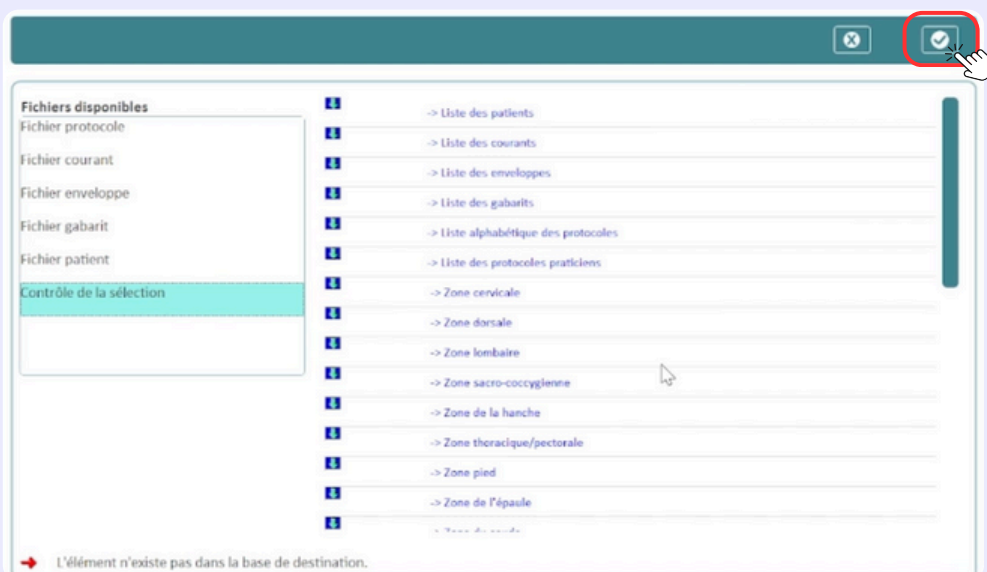 Fichiers disponibles
Fichier protocole
Fichier courant
Fichier enveloppe
Fichier gabarit
Fichier patient
Contrôle de la sélection
-> Liste des patients
-> Liste des courants
-> Liste des enveloppes
-> Liste des gabarits
-> Liste alphabétique des protocoles
-> Liste des protocoles praticiens
-> Zone cervicale
-> Zone dorsale
-> Zone lombaire
-> Zone sacro-coccygienne
-> Zone de la hanche
-> Zone thoracique/pectorale
-> Zone pied
-> Zone de l'épaule
L'élément n'existe pas dans la base de destination.